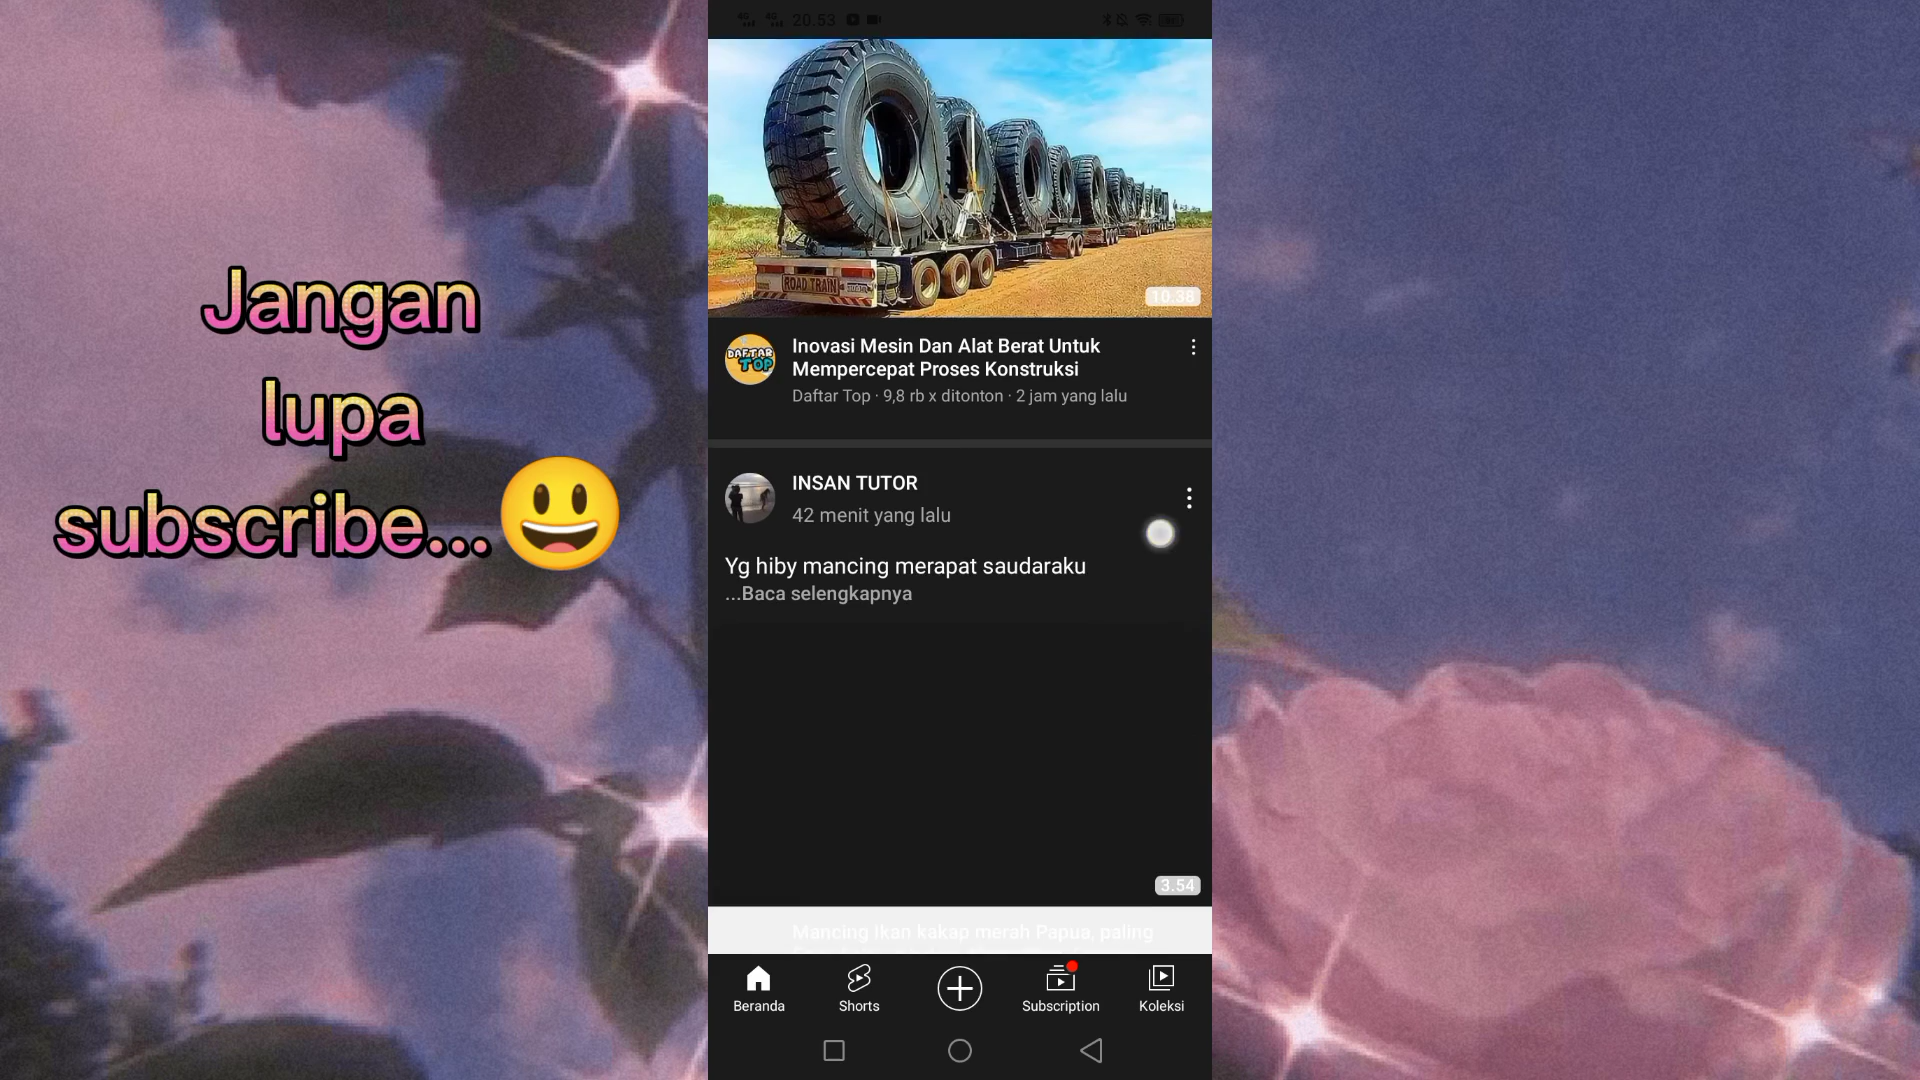 Jangan
lupa
subscribe...😃
20.53
ROAD TRAIN
10.38
DAFTAR
TOP
Inovasi Mesin Dan Alat Berat Untuk
Mempercepat Proses Konstruksi
Daftar Top · 9,8 rb x ditonton · 2 jam yang lalu
INSAN TUTOR
42 menit yang lalu
Yg hiby mancing merapat saudaraku
...Baca selengkapnya
3.54
Mancing Ikan kakap merah Papua, paling
Beranda
Shorts
Subscription
Koleksi